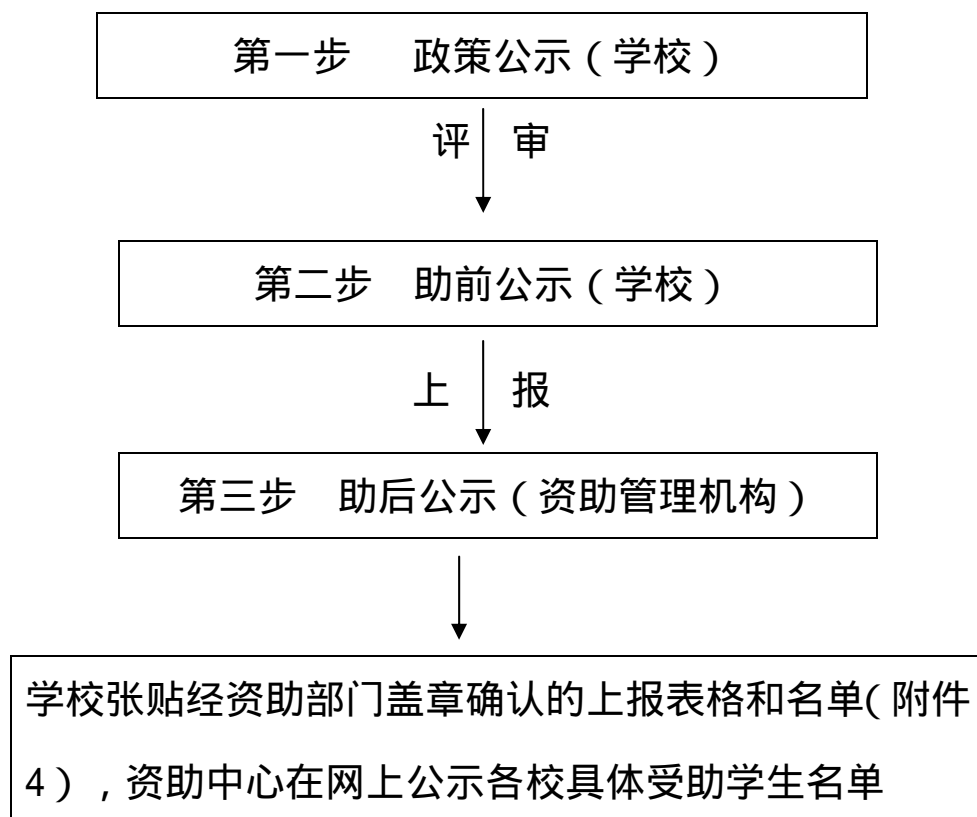 第一步 政策公示（学校）
评 审
第二步 助前公示（学校）
上 报
第三步 助后公示（资助管理机构）
学校张贴经资助部门盖章确认的上报表格和名单（附件
4），资助中心在网上公示各校具体受助学生名单